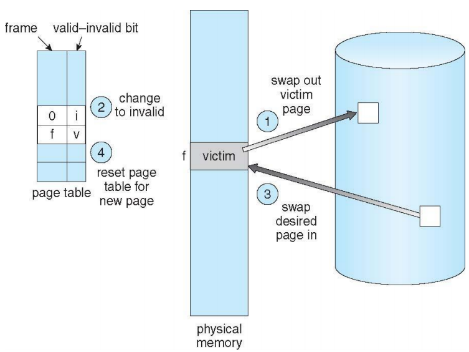 frame valid–invalid bit
0 i
f v
2 change
to invalid
4
reset page
table for
new page
page table
f victim
physical
memory
swap out
victim
page
1
3
swap
desired
page in